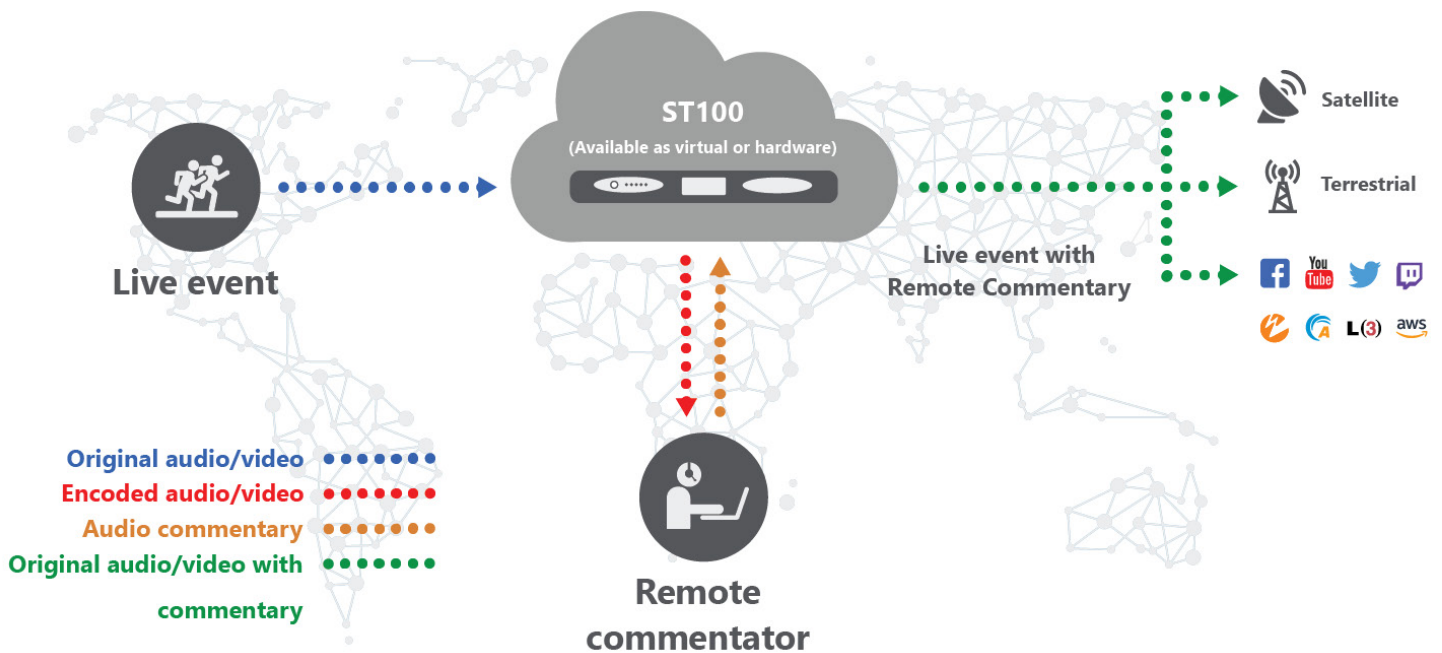 ST100
(Available as virtual or hardware)
Satellite
Terrestrial
Live event
Live event with
Remote Commentary
You
Tube
L(3)
aws
Original audio/video
Encoded audio/video
Audio commentary
Original audio/video with
commentary
Remote
commentator